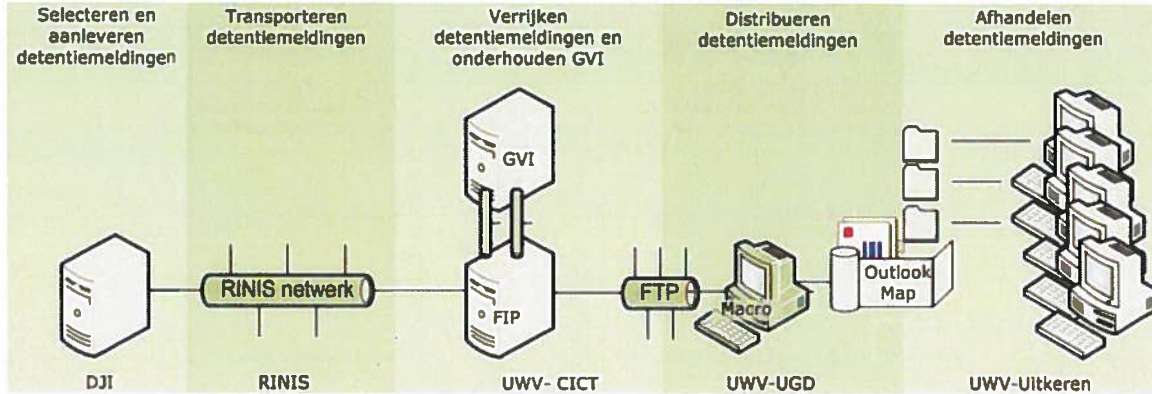 Selecteren en
aanleveren
detentiemeldingen
Transporteren
detentiemeldingen
Verrijken
detentiemeldingen en
onderhouden GVI
Distribueren
detentiemeldingen
Afhandelen
detentiemeldingen
GVI
RINIS netwerk
FIP
FTP
Macro
Outlook
Map
DJI
RINIS
UWV- CICT
UWV-UGD
UWV-Uitkeren